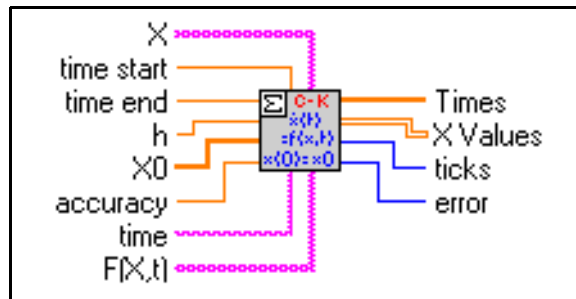 X
time start
time end
h
X0
accuracy
time
F(X,t)
Σ C-K
ẋ(t)
=f(x,t)
x(0)=x0
Times
X Values
ticks
error